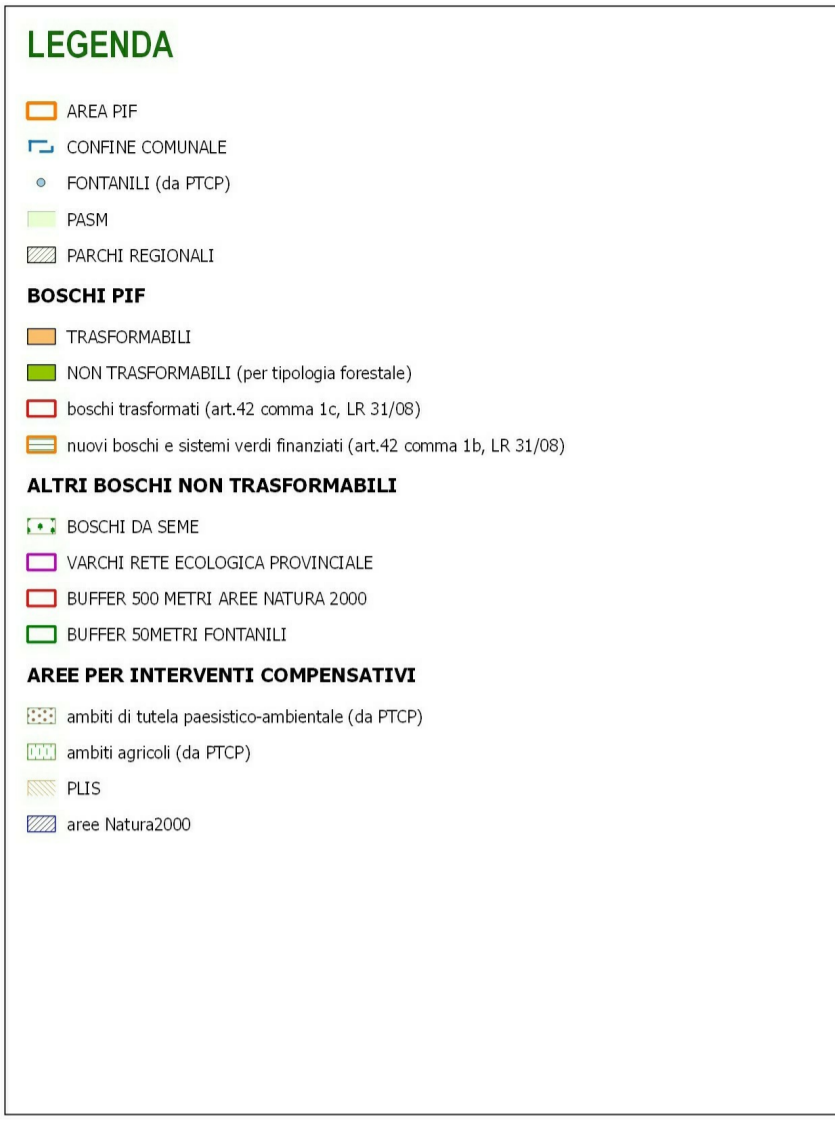 LEGENDA
AREA PIF
CONFINE COMUNALE
FONTANILI (da PTCP)
PASM
PARCHI REGIONALI
BOSCHI PIF
TRASFORMABILI
NON TRASFORMABILI (per tipologia forestale)
boschi trasformati (art.42 comma 1c, LR 31/08)
nuovi boschi e sistemi verdi finanziati (art.42 comma 1b, LR 31/08)
ALTRI BOSCHI NON TRASFORMABILI
BOSCHI DA SEME
VARCHI RETE ECOLOGICA PROVINCIALE
BUFFER 500 METRI AREE NATURA 2000
BUFFER 50METRI FONTANILI
AREE PER INTERVENTI COMPENSATIVI
ambiti di tutela paesistico-ambientale (da PTCP)
ambiti agricoli (da PTCP)
PLIS
aree Natura2000